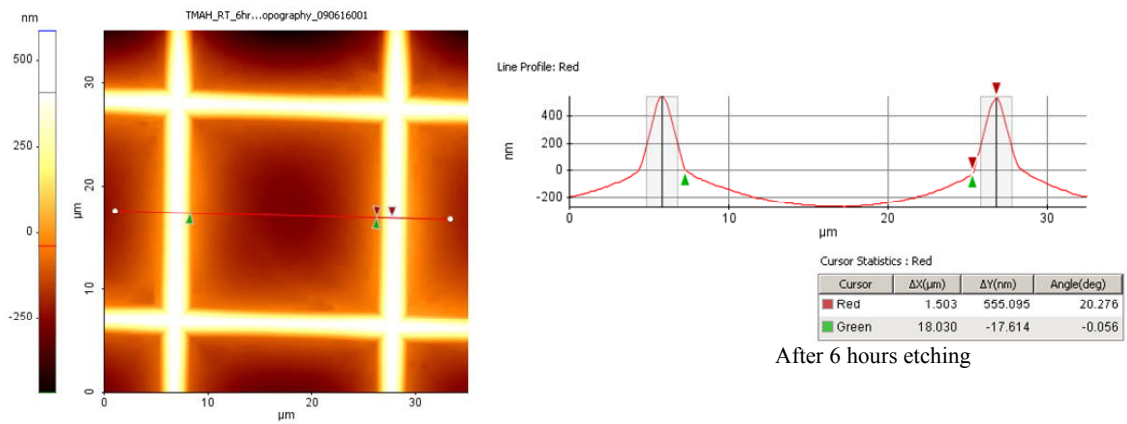 nm
TMAH_RT_6hr...opography_090616001
500
250
0
-250
30
20
10
0
µm
0 10 20 30
µm
Line Profile: Red
nm
400
200
0
-200
0 10 20 30
µm
Cursor Statistics : Red
Cursor ΔX(µm) ΔY(nm) Angle(deg)
Red 1.503 555.095 20.276
Green 18.030 -17.614 -0.056
After 6 hours etching